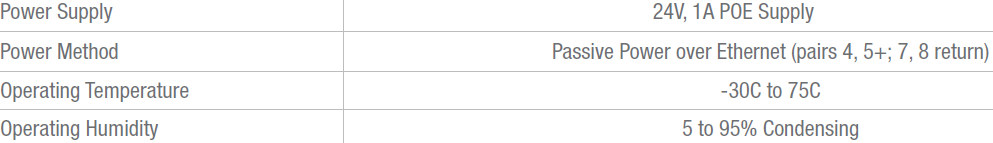 Power Supply 24V, 1A POE Supply
Power Method Passive Power over Ethernet (pairs 4, 5+; 7, 8 return)
Operating Temperature -30C to 75C
Operating Humidity 5 to 95% Condensing